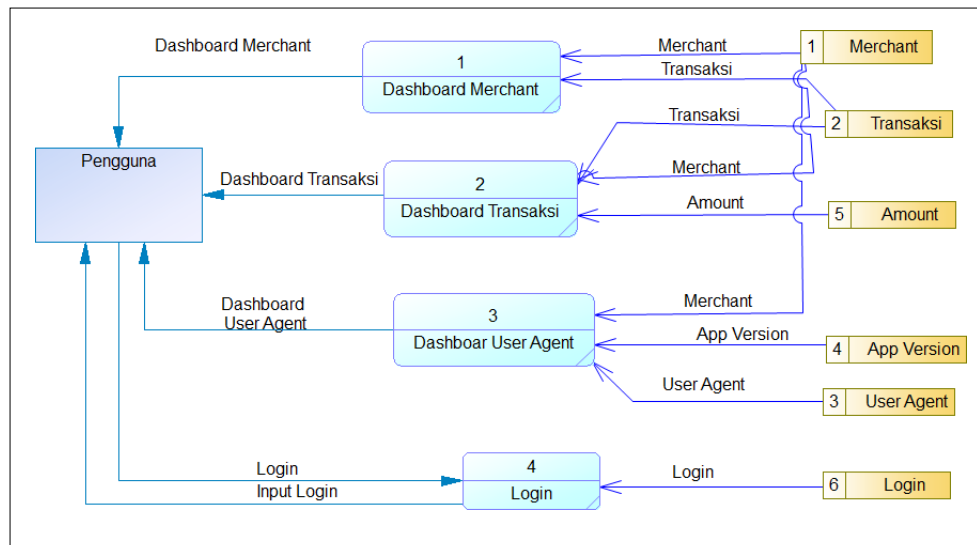 Dashboard Merchant
1
Dashboard Merchant
Merchant
1 Merchant
Transaksi
Transaksi
2 Transaksi
Pengguna
Dashboard Transaksi
2
Dashboard Transaksi
Merchant
Amount
5 Amount
Dashboard
User Agent
3
Dashboar User Agent
Merchant
App Version
4 App Version
User Agent
3 User Agent
Login
Input Login
4
Login
Login
6 Login